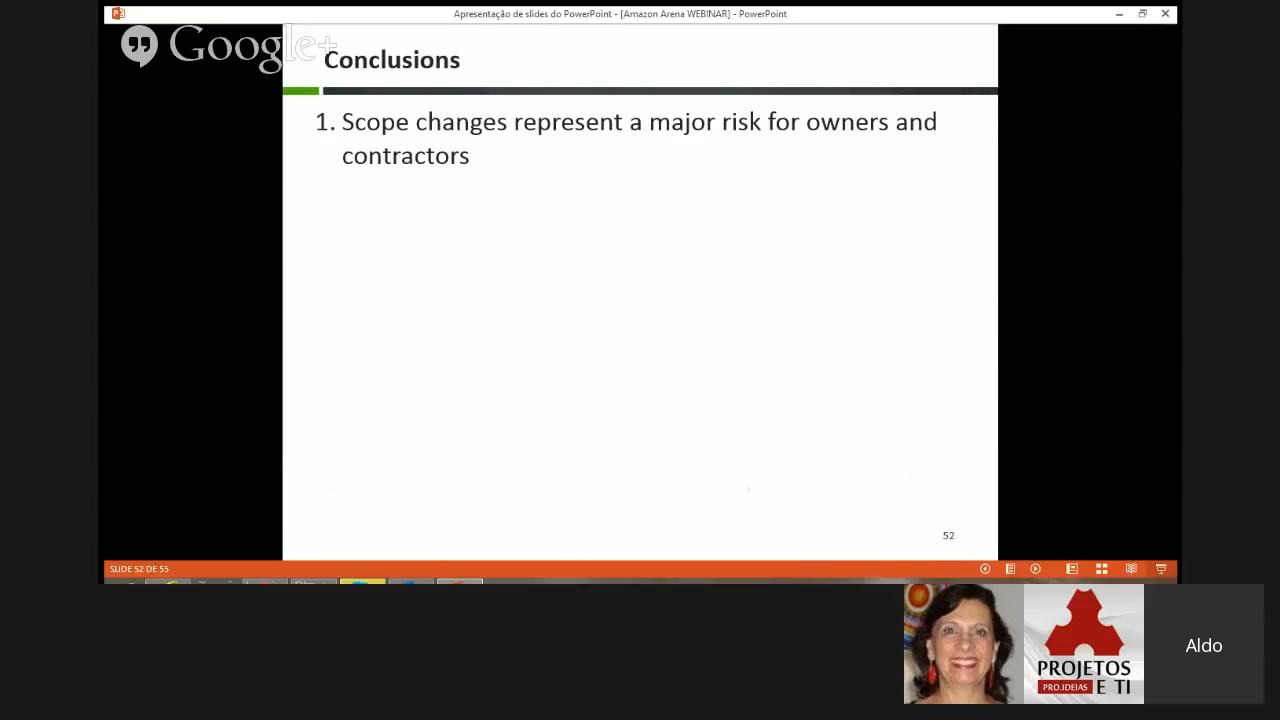 Apresentação de slides do PowerPoint - [Amazon Arena WEBINAR] - PowerPoint
Google+
Conclusions
1. Scope changes represent a major risk for owners and
contractors
52
SLIDE 52 DE 55
PROJETOS
PRO.IDEIAS E TI
Aldo